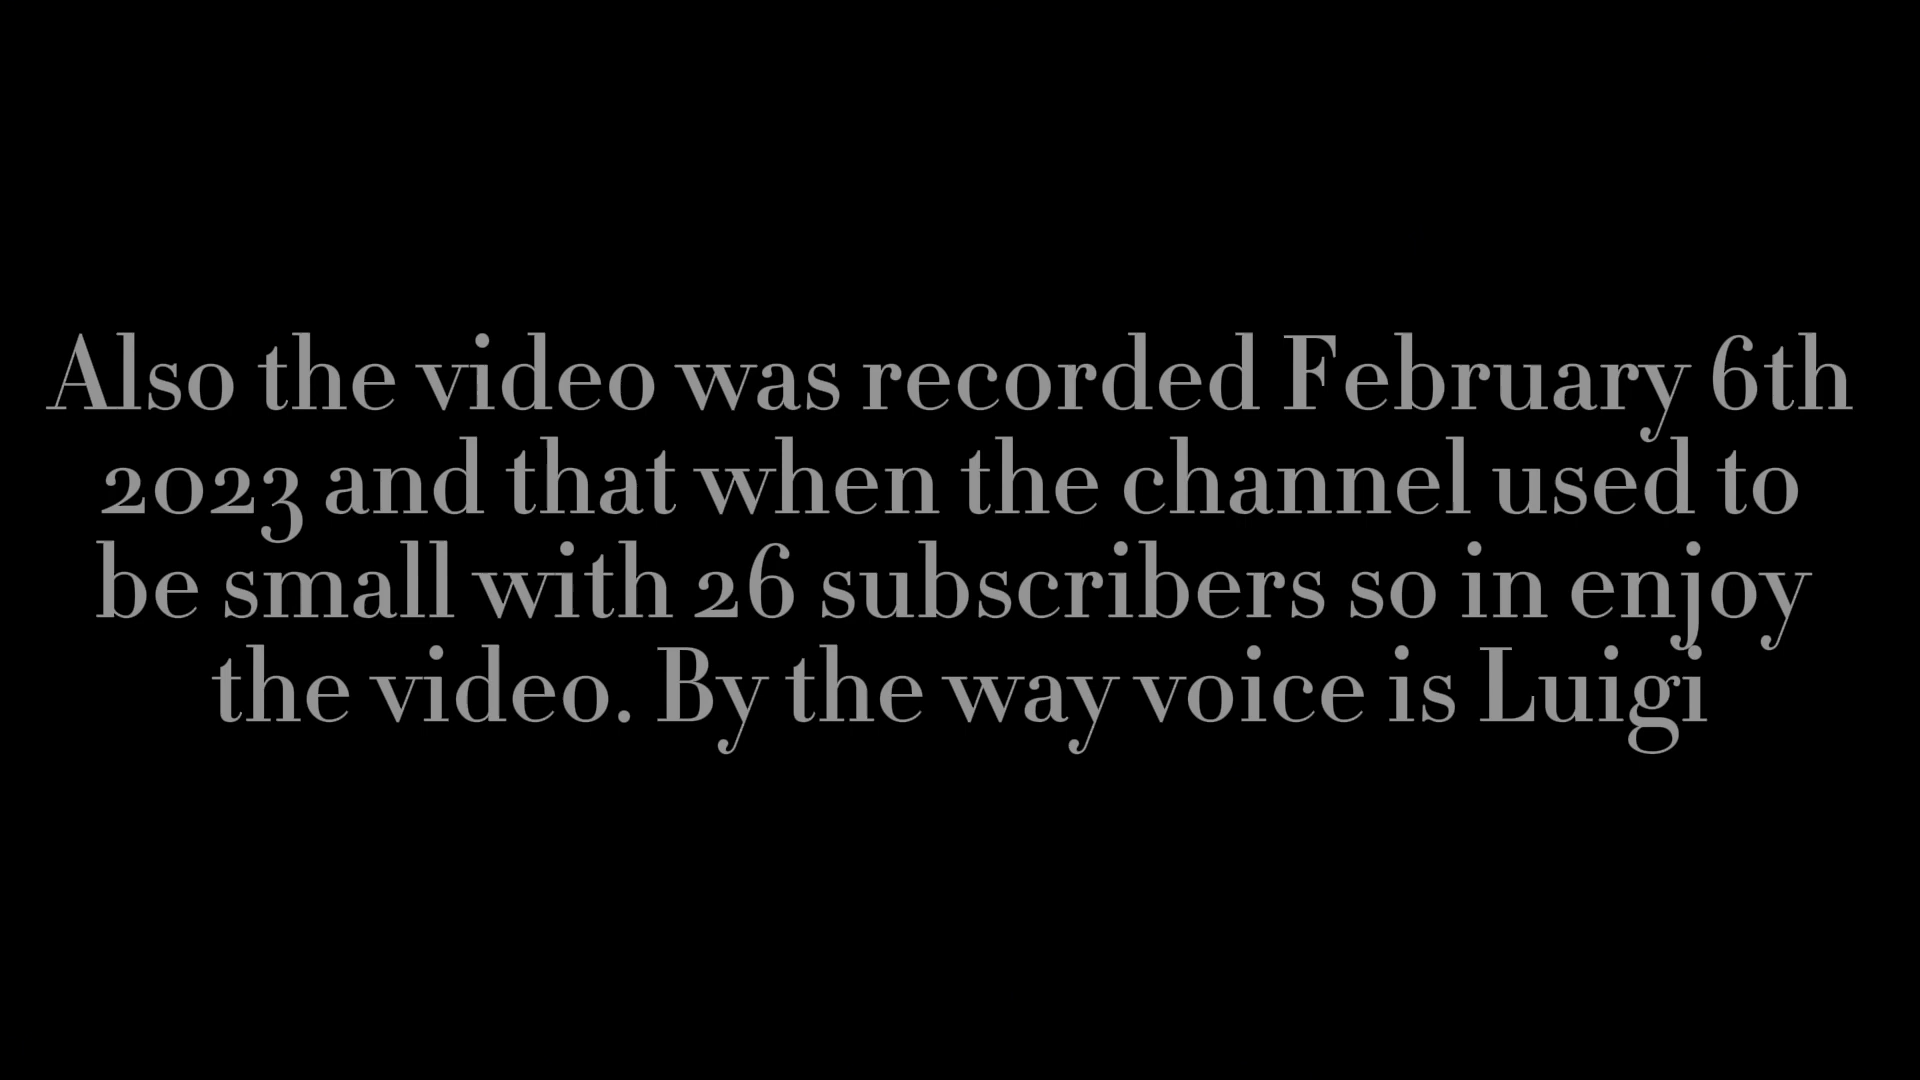 Also the video was recorded February 6th
2023 and that when the channel used to
be small with 26 subscribers so in enjoy
the video. By the way voice is Luigi